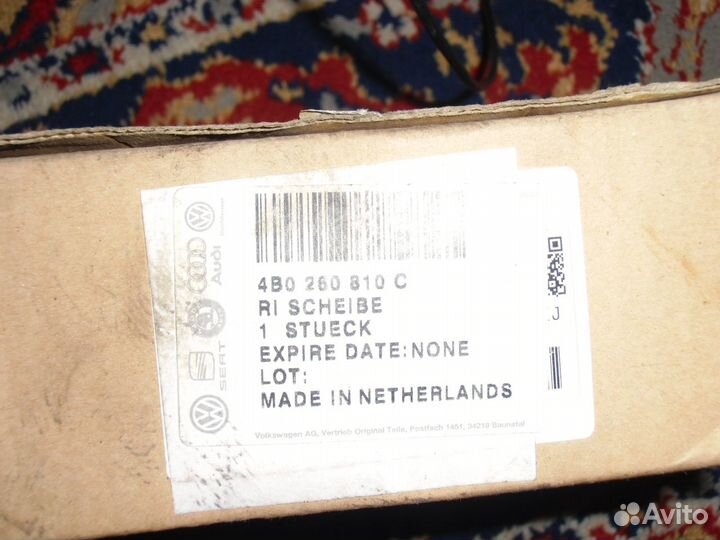 4B0 260 810 C
RI SCHEIBE
1 STUECK
EXPIRE DATE:NONE
LOT:
MADE IN NETHERLANDS
Volkswagen AG, Vertrieb Original Teile, Postfach 1451, 34219 Baunatal
Audi
SEAT
Avito